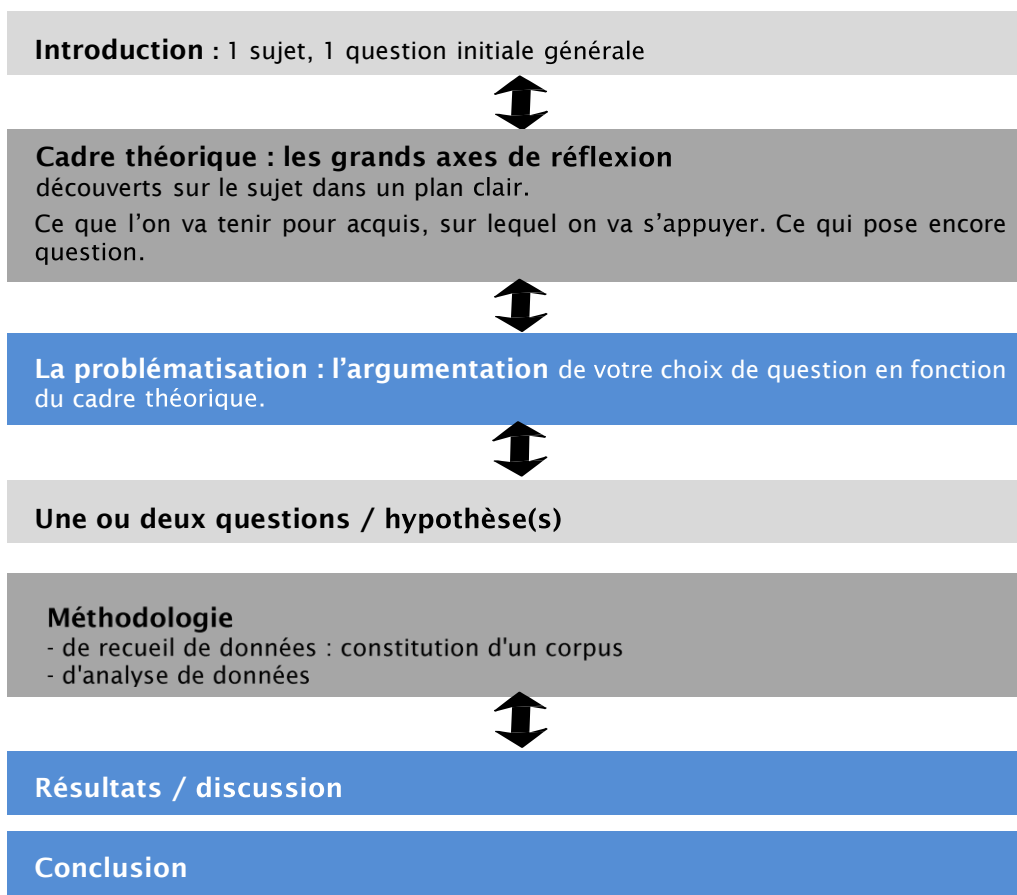 Introduction : 1 sujet, 1 question initiale générale
Cadre théorique : les grands axes de réflexion
découverts sur le sujet dans un plan clair.
Ce que l’on va tenir pour acquis, sur lequel on va s’appuyer. Ce qui pose encore
question.
La problématisation : l’argumentation de votre choix de question en fonction
du cadre théorique.
Une ou deux questions / hypothèse(s)
Méthodologie
- de recueil de données : constitution d'un corpus
- d'analyse de données
Résultats / discussion
Conclusion